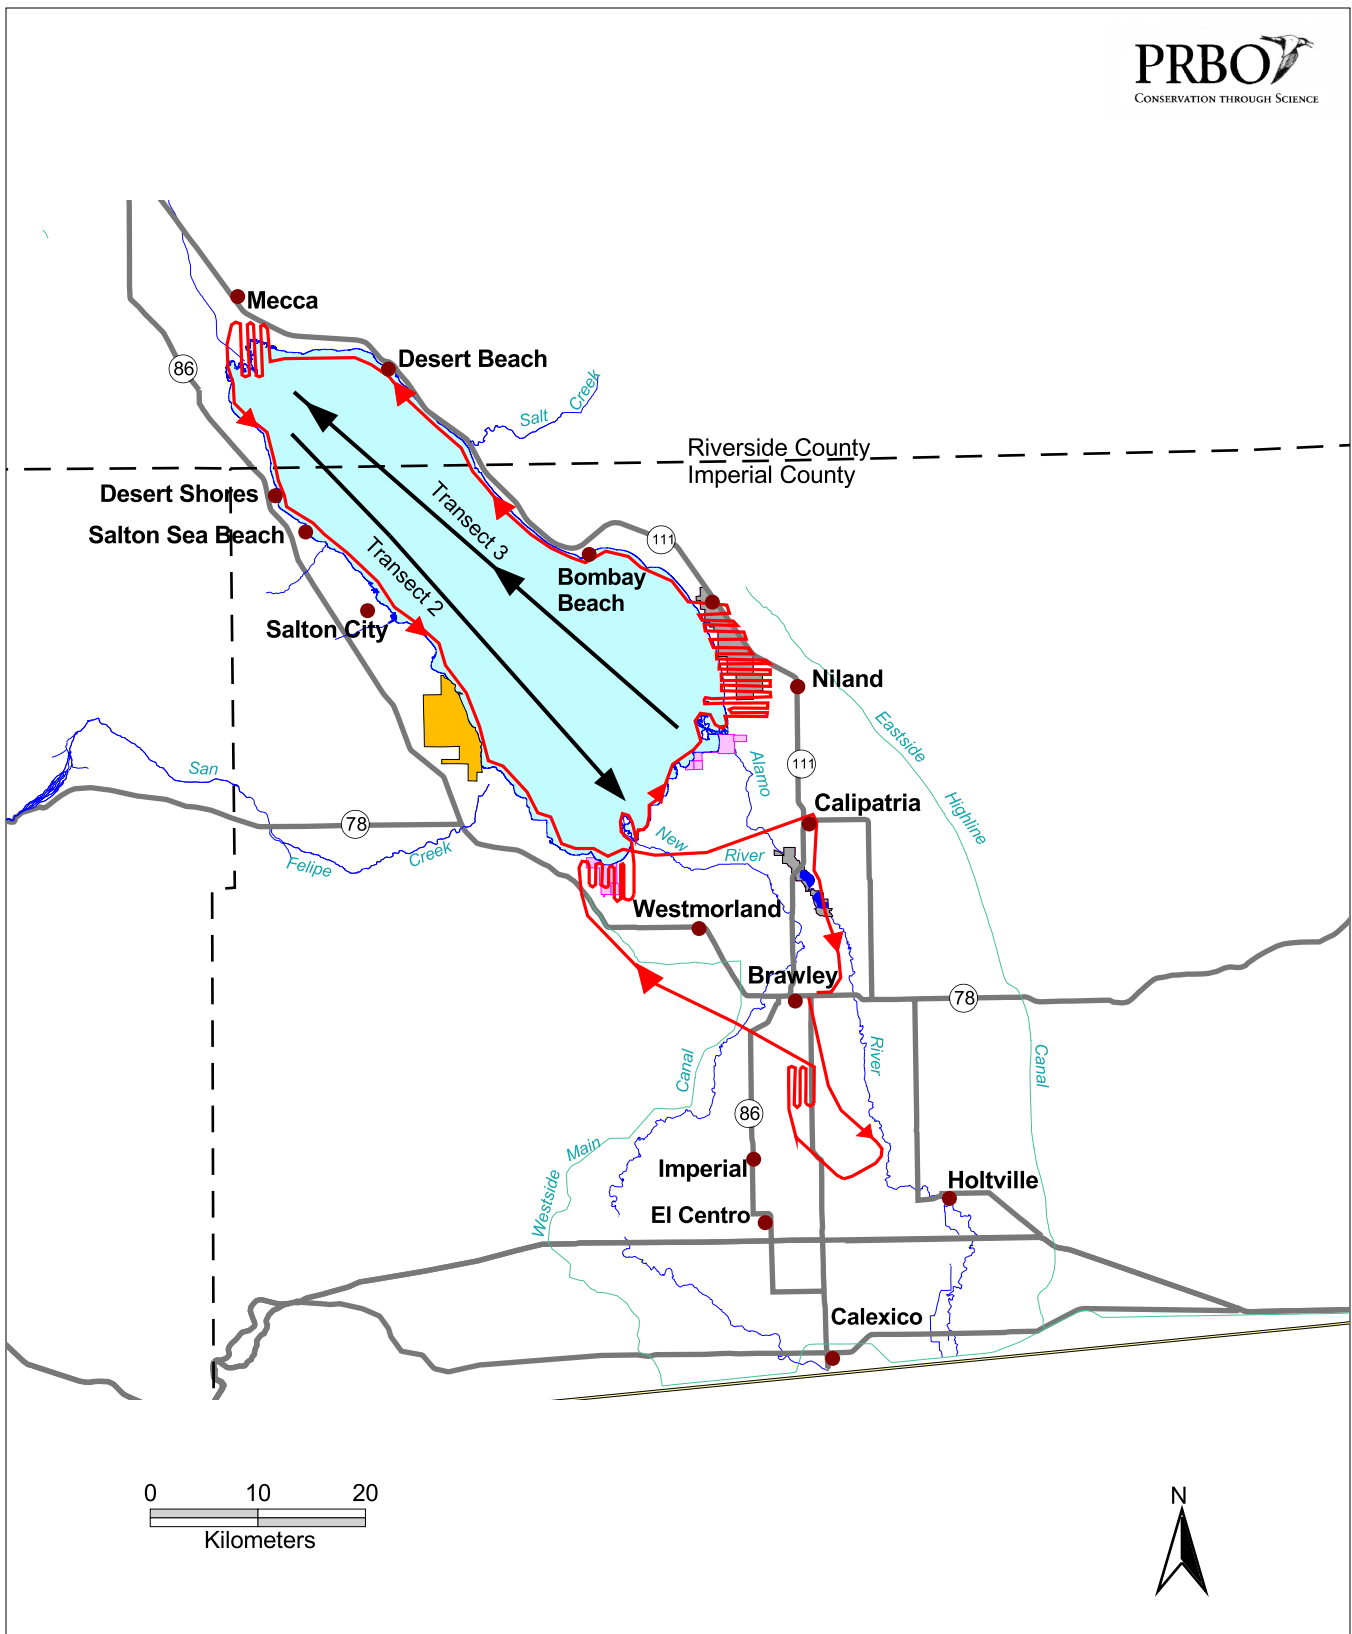 PRBO
CONSERVATION THROUGH SCIENCE
Mecca
Desert Beach
86
Salt Creek
Riverside County
Imperial County
Desert Shores
Transect 3
Salton Sea Beach
111
Transect 2
Bombay
Beach
Salton City
Niland
Eastside
San
Alamo
111
Highline
Calipatria
78
New
River
Felipe
Creek
Westmorland
Brawley
78
River
Canal
Canal
86
Main
Imperial
Holtville
Westside
El Centro
Calexico
0 10 20
Kilometers
N